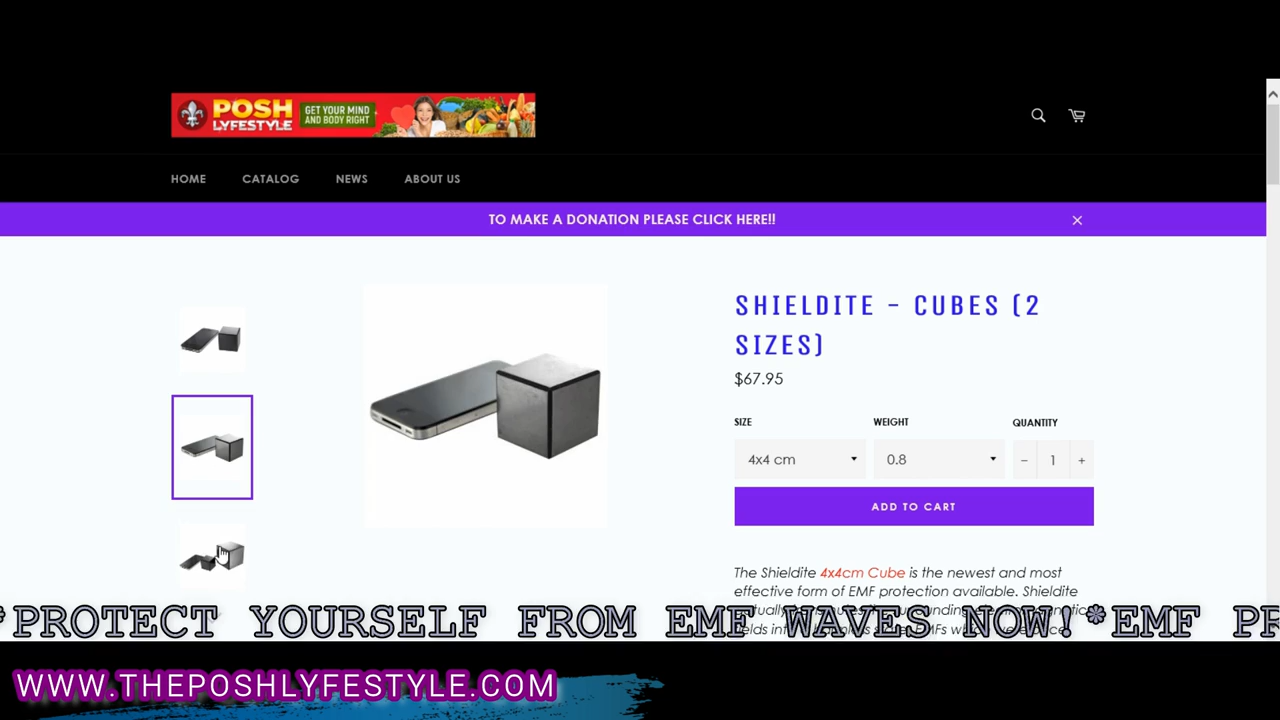 POSH
LYFESTYLE
GET YOUR MIND
AND BODY RIGHT
HOME CATALOG NEWS ABOUT US
TO MAKE A DONATION PLEASE CLICK HERE!!
SHIELDITE - CUBES (2
SIZES)
$67.95
SIZE WEIGHT QUANTITY
4x4 cm 0.8 − 1 +
ADD TO CART
The Shieldite 4x4cm Cube is the newest and most
effective form of EMF protection available. Shieldite
*PROTECT YOURSELF FROM EMF WAVES NOW!*EMF PR
WWW.THEPOSHLYFESTYLE.COM